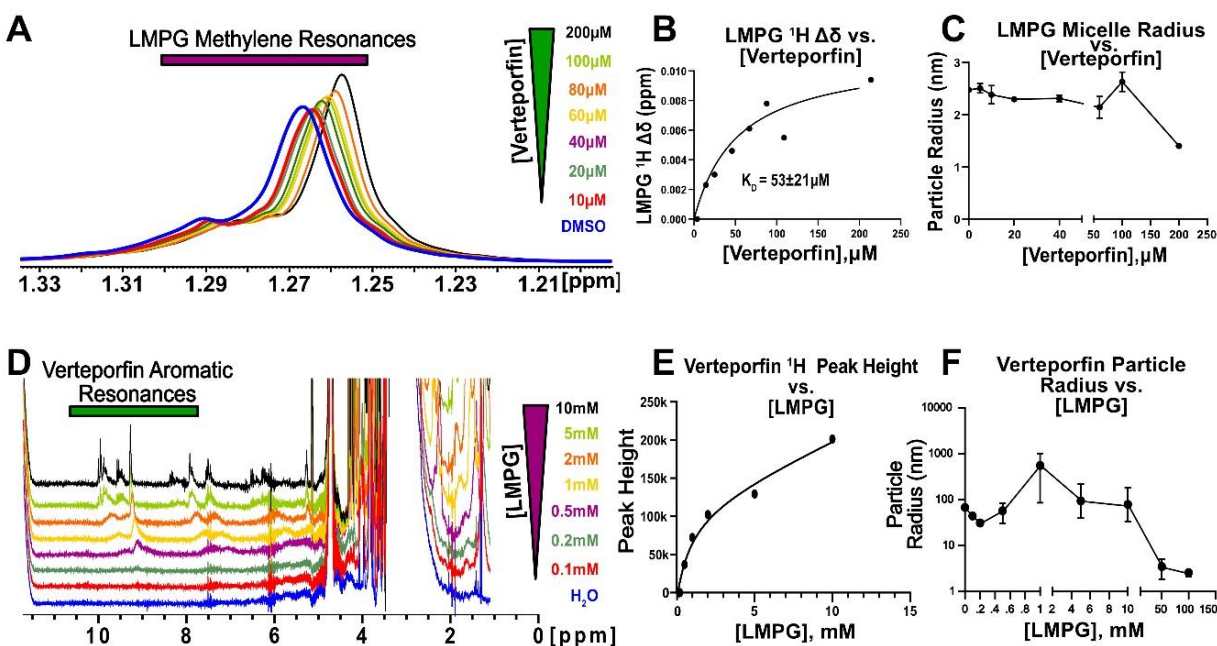 A
LMPG Methylene Resonances
[Verteporfin]
200µM
100µM
80µM
60µM
40µM
20µM
10µM
DMSO
1.33 1.31 1.29 1.27 1.25 1.23 1.21 [ppm]
B
LMPG ¹H Δδ vs.
[Verteporfin]
LMPG ¹H Δδ (ppm)
0.010
0.008
0.006
0.004
0.002
0.000
K_D = 53±21µM
0 50 100 150 200 250
[Verteporfin],µM
C
LMPG Micelle Radius
vs.
[Verteporfin]
Particle Radius (nm)
3
2
1
0
0 20 40 50 100 150 200 250
[Verteporfin],µM
D
Verteporfin Aromatic
Resonances
[LMPG]
10mM
5mM
2mM
1mM
0.5mM
0.2mM
0.1mM
H₂O
10 8 6 4 2 0
[ppm]
E
Verteporfin ¹H Peak Height
vs.
[LMPG]
Peak Height
250k
200k
150k
100k
50k
0
0 5 10 15
[LMPG], mM
F
Verteporfin Particle
Radius vs.
[LMPG]
Particle
Radius (nm)
10000
1000
100
10
1
0 .2 .4 .6 .8 1 2 4 6 8 10 50 100 150
[LMPG], mM